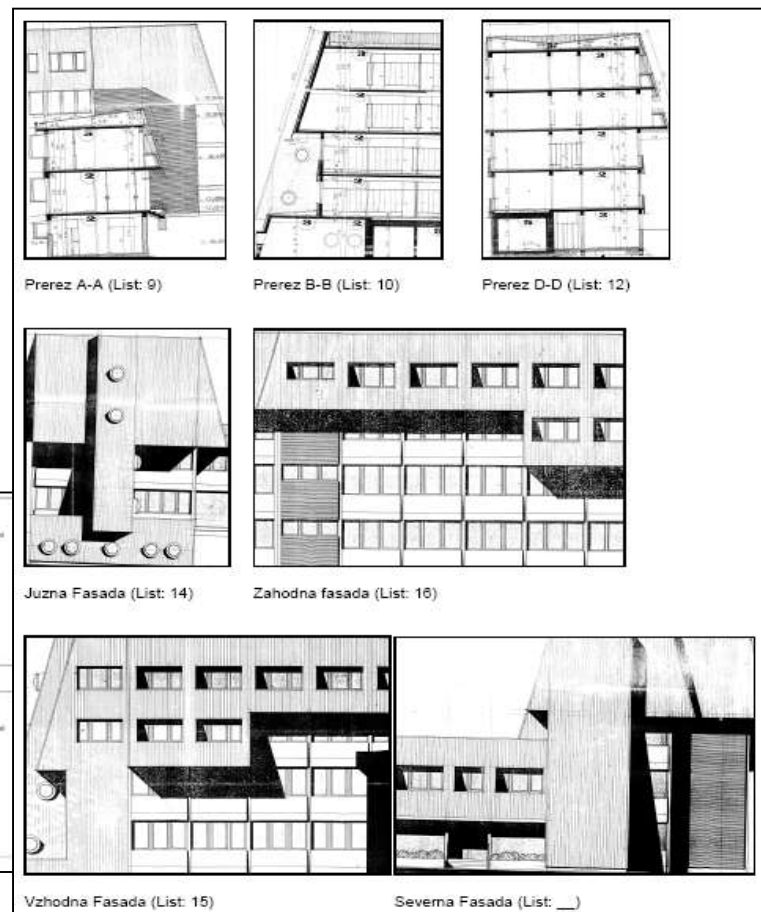 Prerez A-A (List: 9)
Prerez B-B (List: 10)
Prerez D-D (List: 12)
Juzna Fasada (List: 14)
Zahodna fasada (List: 16)
Vzhodna Fasada (List: 15)
Severna Fasada (List: __)